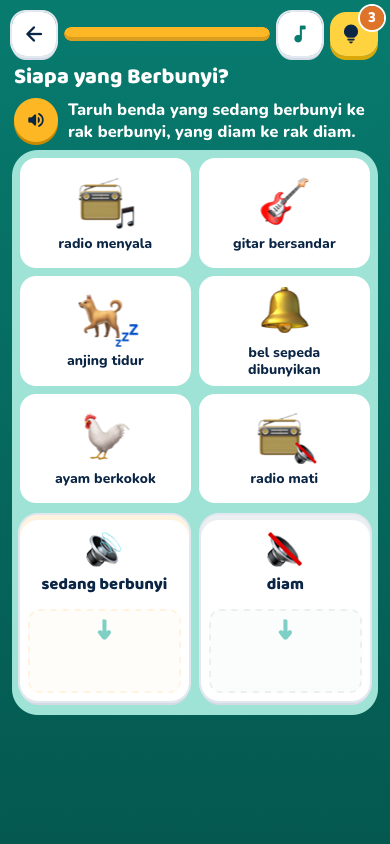 3
Siapa yang Berbunyi?
Taruh benda yang sedang berbunyi ke
rak berbunyi, yang diam ke rak diam.
radio menyala
gitar bersandar
zzZ
anjing tidur
bel sepeda
dibunyikan
ayam berkokok
radio mati
sedang berbunyi
diam